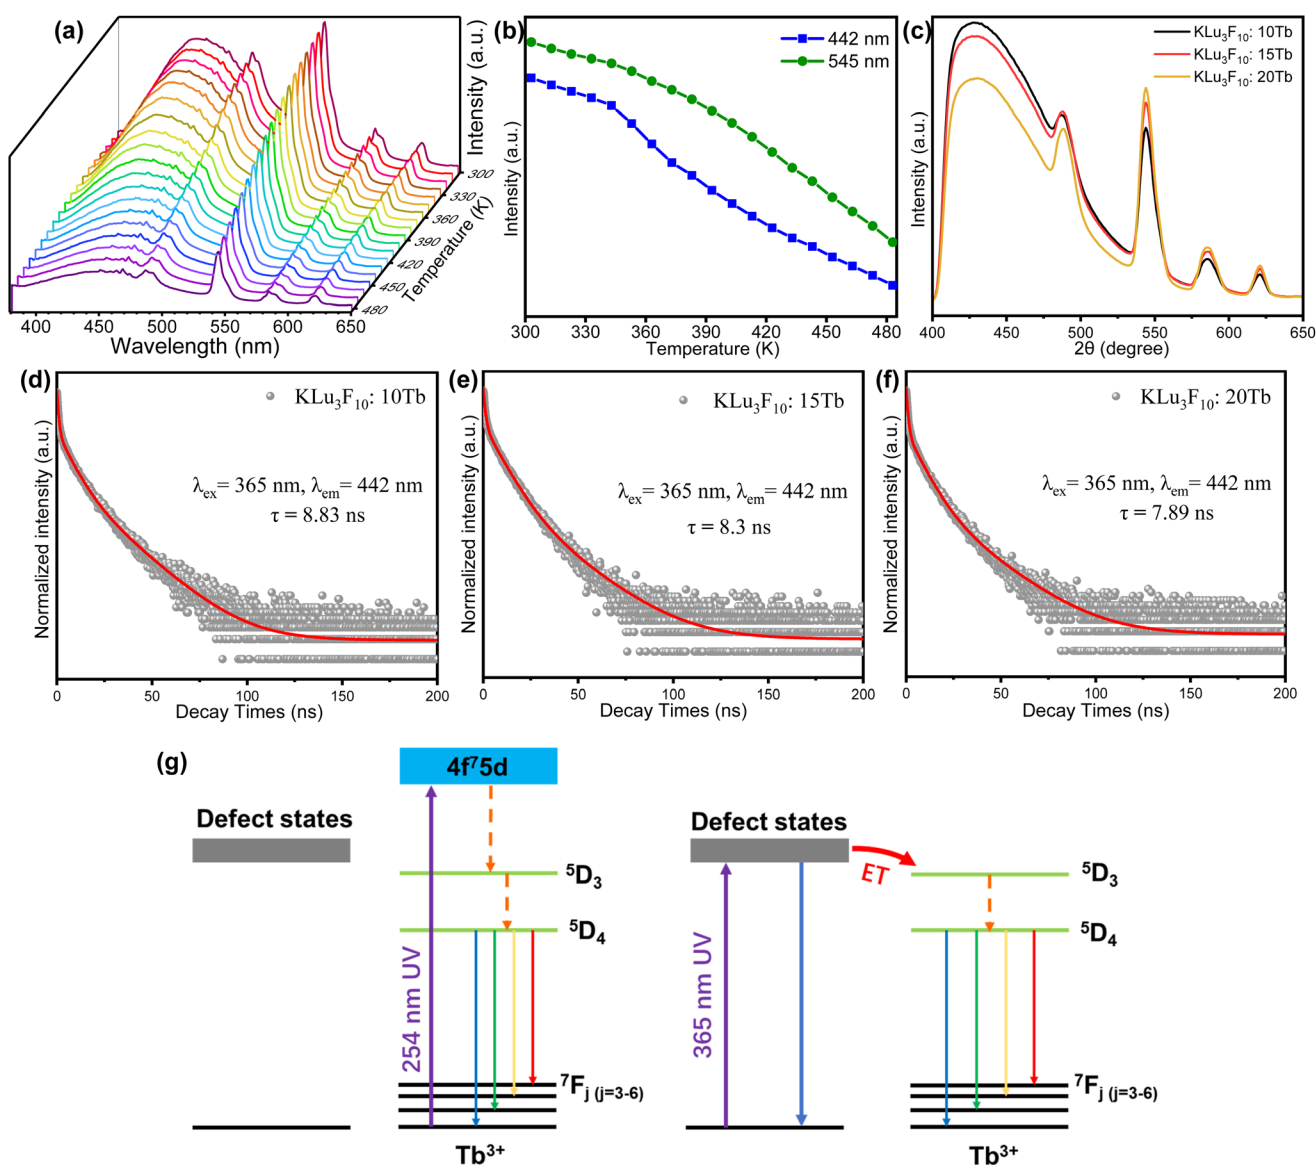 (a)
Intensity (a.u.)
300
330
360
390
420
450
480
Temperature (K)
400
450
500
550
600
650
Wavelength (nm)
(b)
442 nm
545 nm
Intensity (a.u.)
300
330
360
390
420
450
480
Temperature (K)
(c)
KLu₃F₁₀: 10Tb
KLu₃F₁₀: 15Tb
KLu₃F₁₀: 20Tb
Intensity (a.u.)
400
450
500
550
600
650
2θ (degree)
(d)
KLu₃F₁₀: 10Tb
λex= 365 nm, λem= 442 nm
τ = 8.83 ns
Normalized intensity (a.u.)
0
50
100
150
200
Decay Times (ns)
(e)
KLu₃F₁₀: 15Tb
λex= 365 nm, λem= 442 nm
τ = 8.3 ns
Normalized intensity (a.u.)
0
25
50
75
100
125
150
175
200
Decay Times (ns)
(f)
KLu₃F₁₀: 20Tb
λex= 365 nm, λem= 442 nm
τ = 7.89 ns
Normalized intensity (a.u.)
0
50
100
150
200
Decay Times (ns)
(g)
Defect states
4f⁷5d
⁵D₃
⁵D₄
254 nm UV
⁷Fj (j=3-6)
Tb³⁺
Defect states
ET
⁵D₃
⁵D₄
365 nm UV
⁷Fj (j=3-6)
Tb³⁺